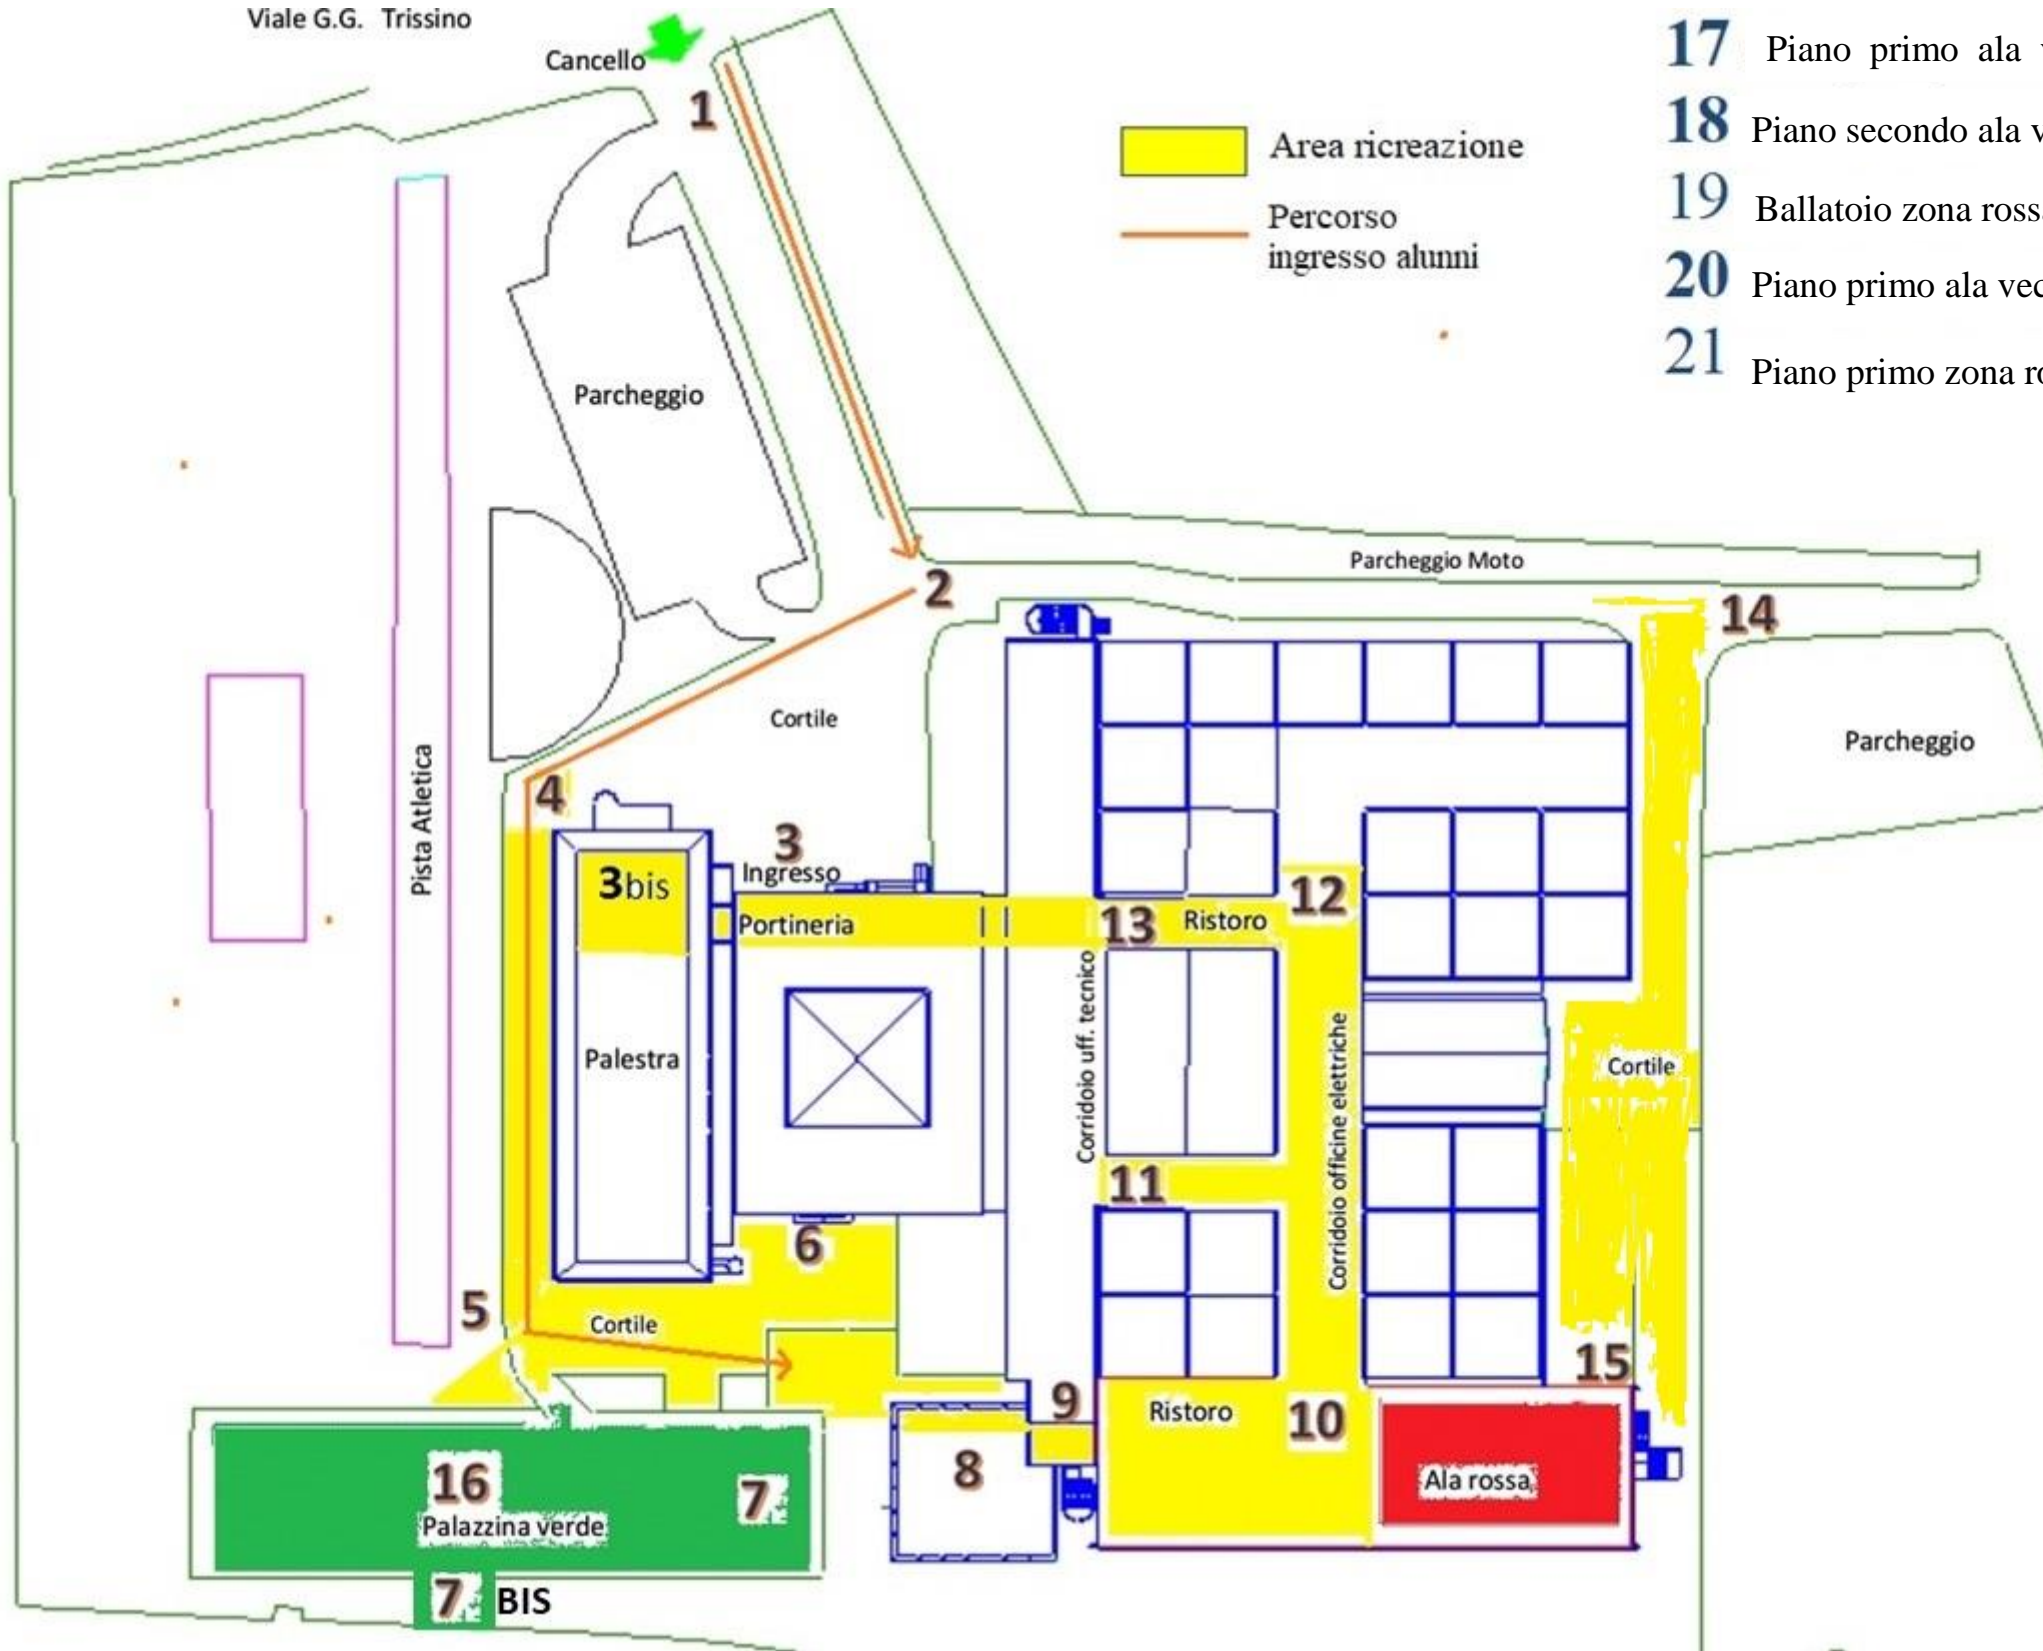 Viale G.G. Trissino
Cancello
1
17 Piano primo ala
18 Piano secondo ala
19 Ballatoio zona
20 Piano primo ala
21 Piano primo zona
Area ricreazione
Percorso
ingresso alunni
Parcheggio
Parcheggio Moto
2
14
Cortile
Parcheggio
Pista Atletica
4
3
Ingresso
3bis
Portineria
13
Ristoro
12
Palestra
Corridoio uff. tecnico
Corridoio officine elettriche
Cortile
11
6
5
Cortile
15
9
Ristoro
10
8
Ala rossa
16
7
Palazzina verde
7 BIS